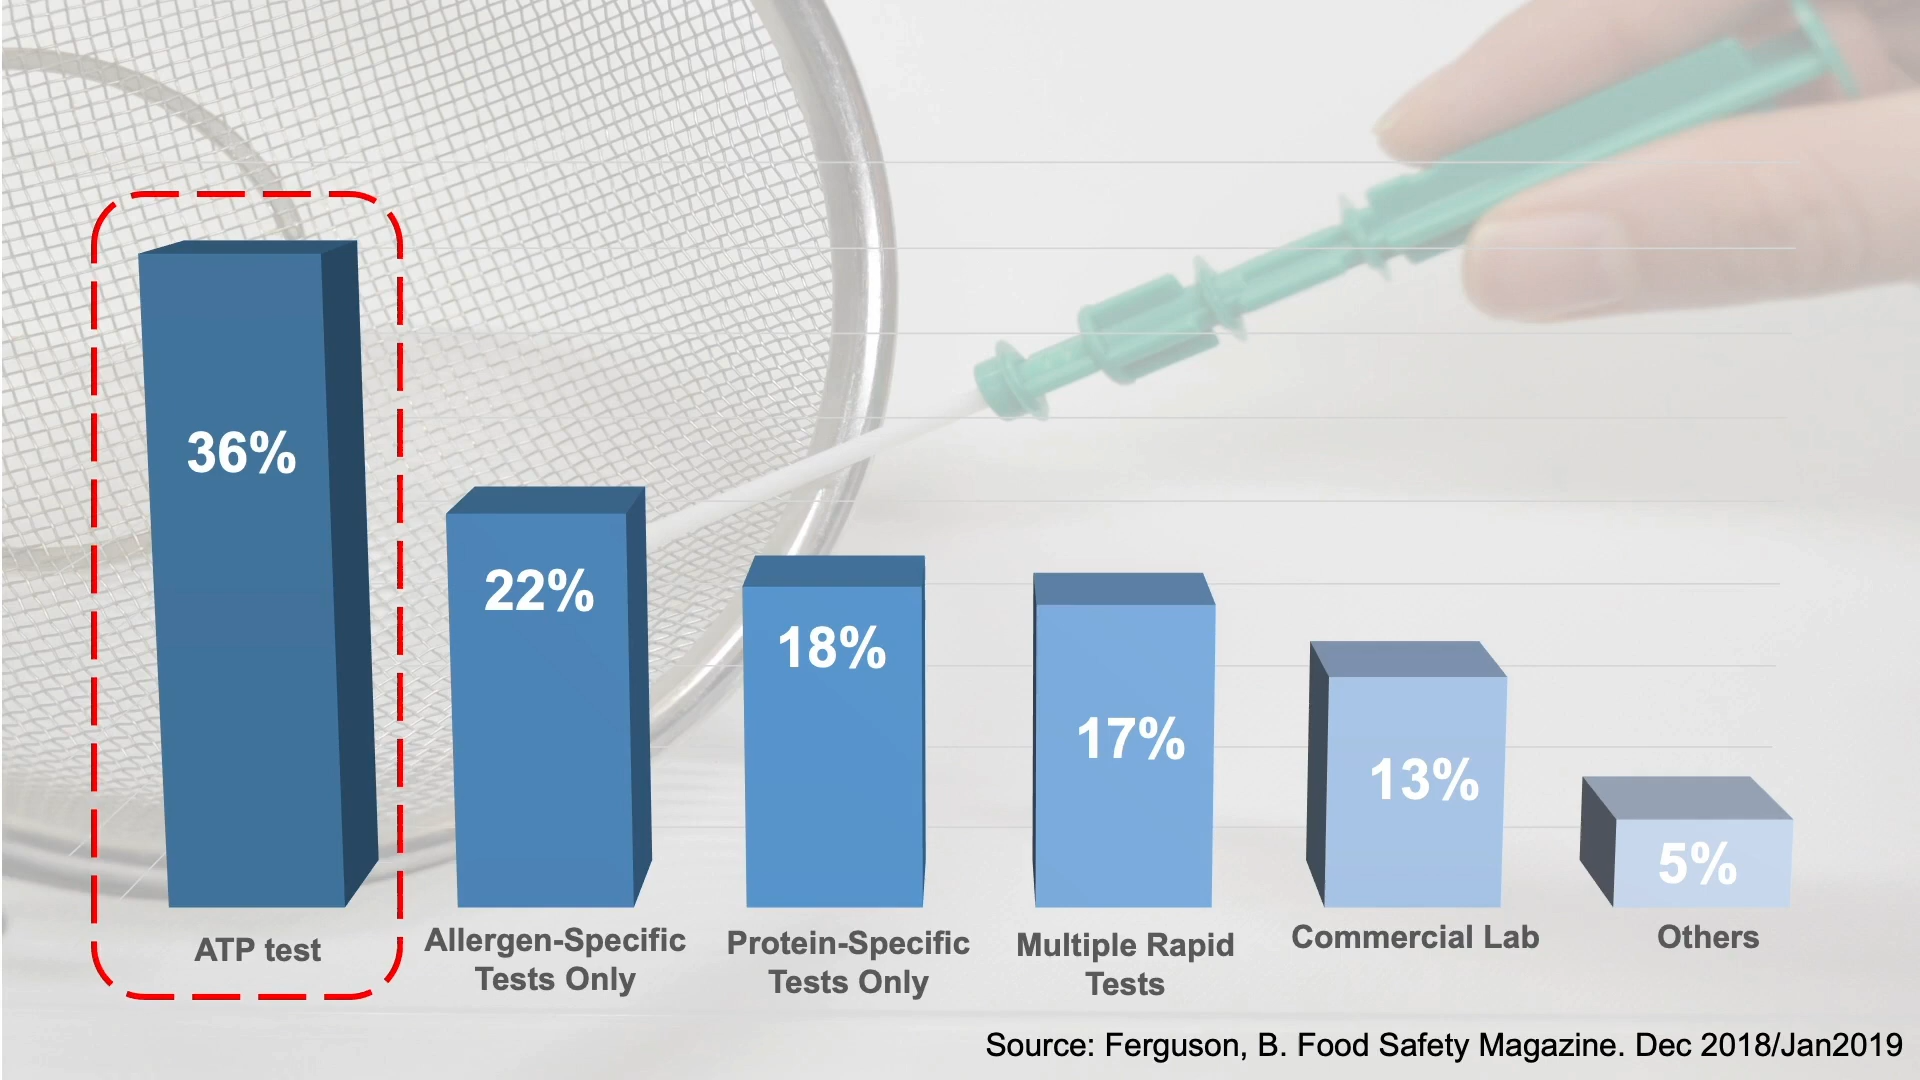 36%
22%
18%
17%
13%
5%
ATP test
Allergen-Specific
Tests Only
Protein-Specific
Tests Only
Multiple Rapid
Tests
Commercial Lab
Others
Source: Ferguson, B. Food Safety Magazine. Dec 2018/Jan2019